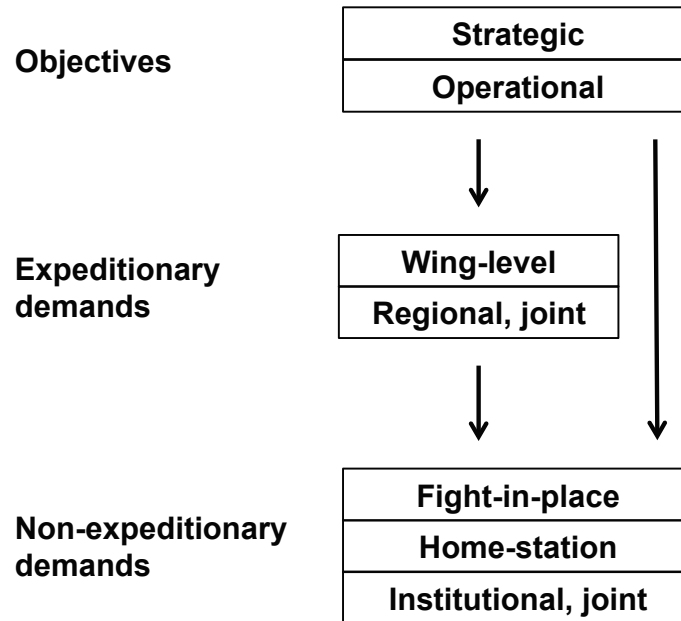 Objectives
Strategic
Operational
Expeditionary
demands
Wing-level
Regional, joint
Non-expeditionary
demands
Fight-in-place
Home-station
Institutional, joint